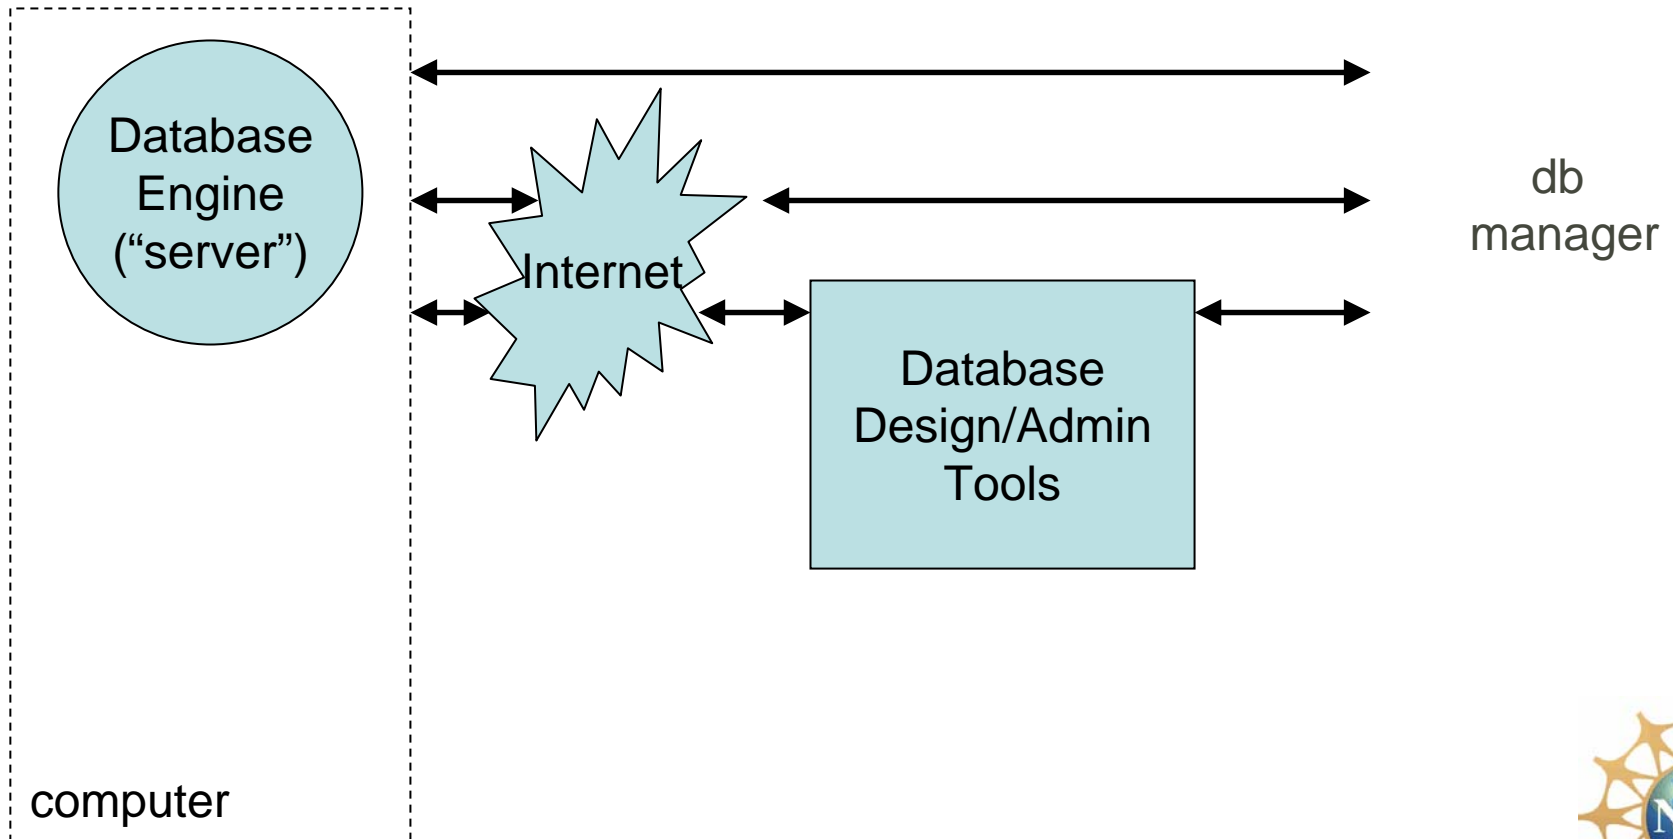 Database
Engine
(“server”)
Internet
db
manager
Database
Design/Admin
Tools
computer
N